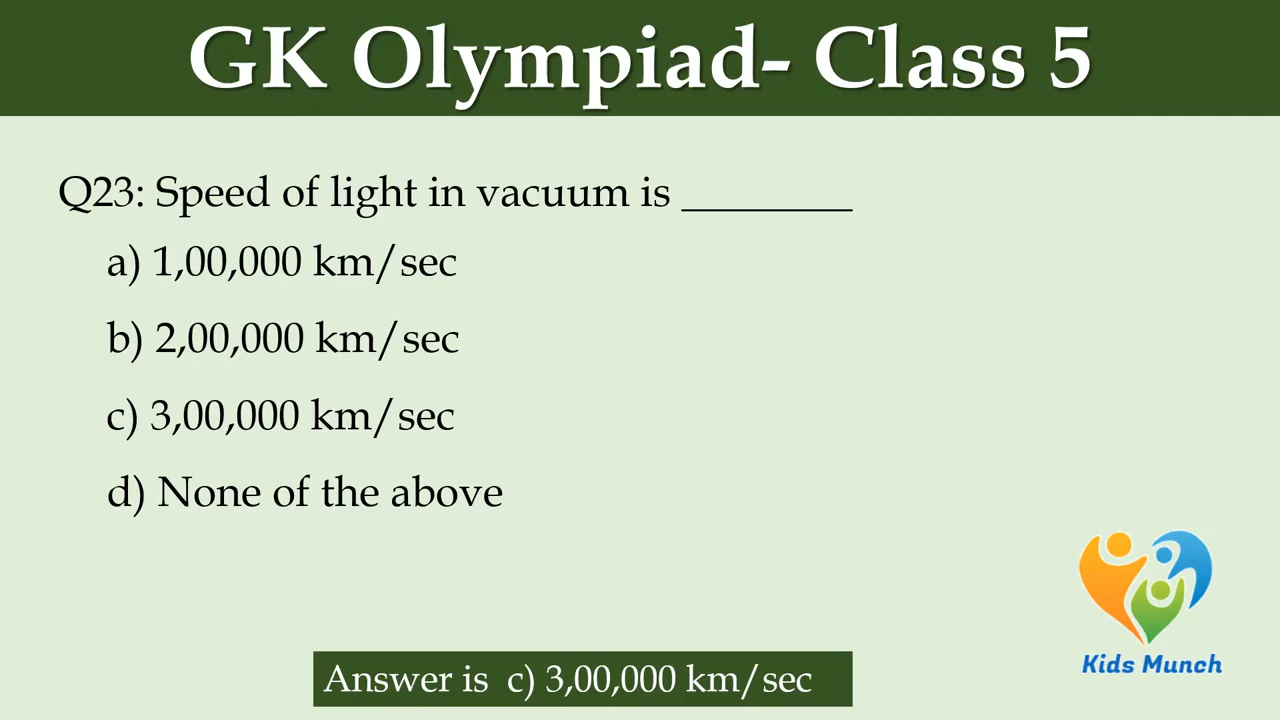 GK Olympiad- Class 5
Q23: Speed of light in vacuum is ________
a) 1,00,000 km/sec
b) 2,00,000 km/sec
c) 3,00,000 km/sec
d) None of the above
Kids Munch
Answer is c) 3,00,000 km/sec